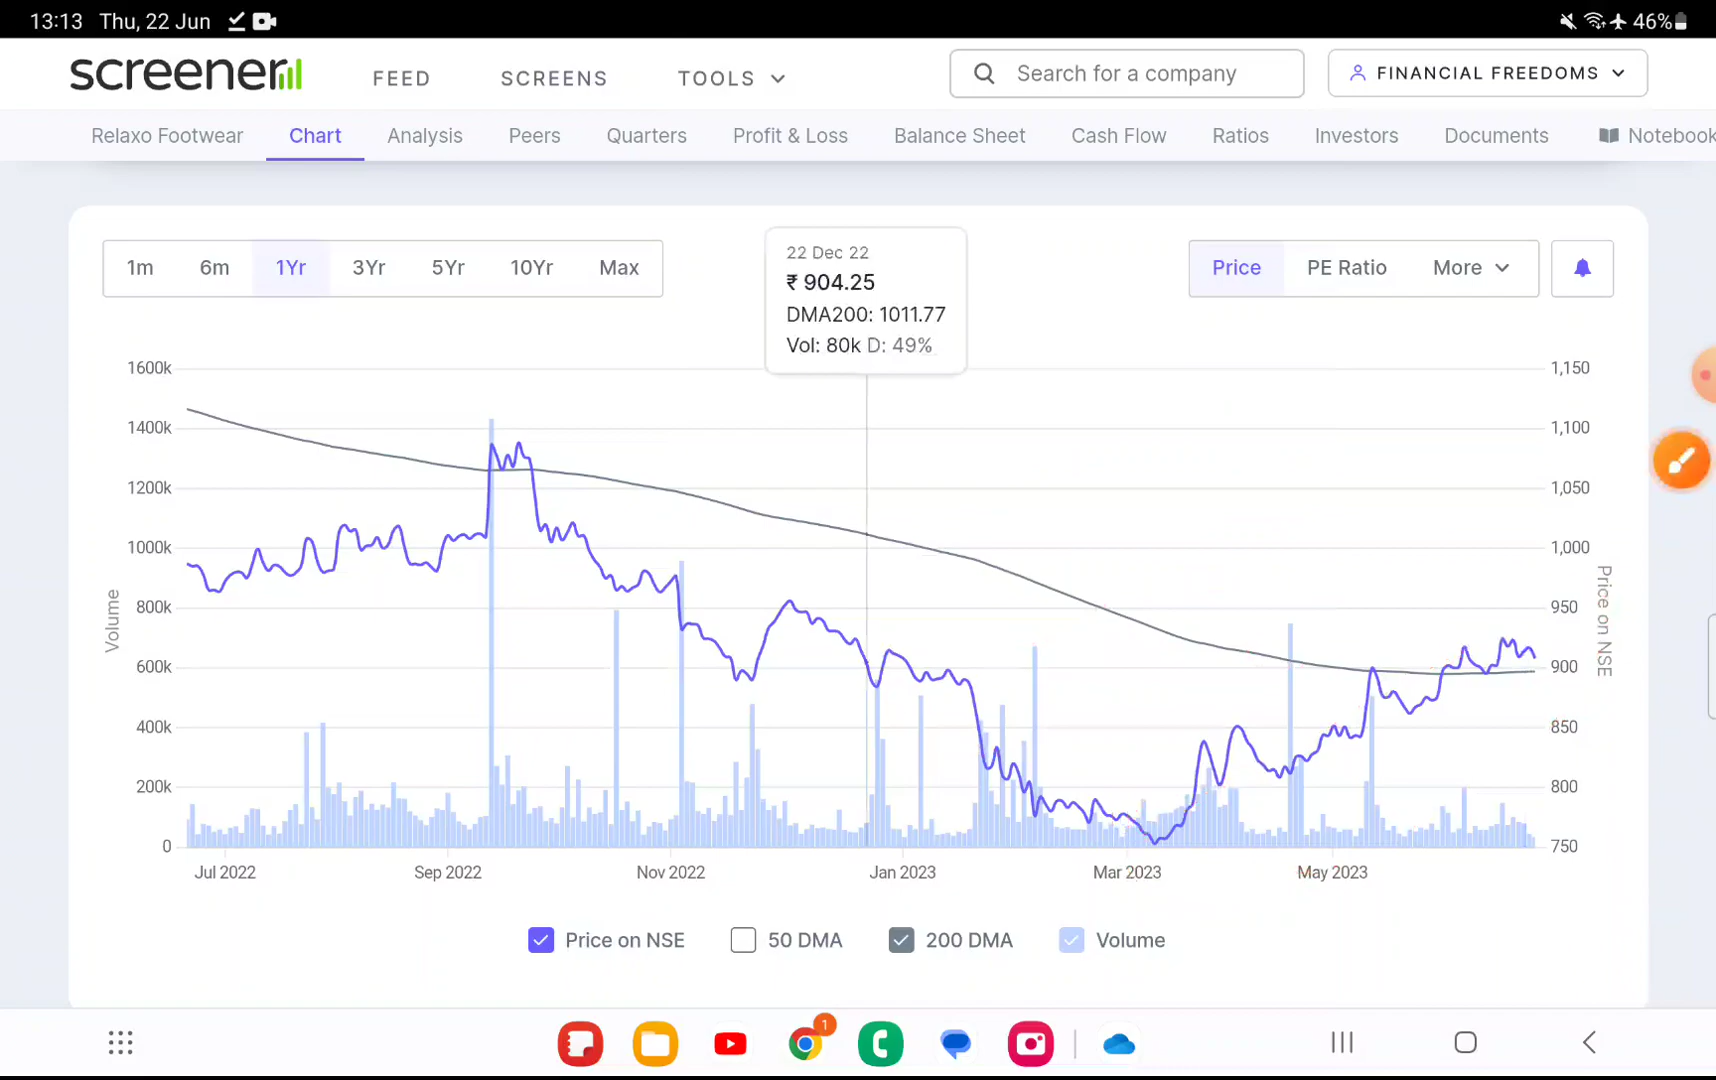 13:13 Thu, 22 Jun
46%
screener
FEED
SCREENS
TOOLS
Search for a company
FINANCIAL FREEDOMS
Relaxo Footwear
Chart
Analysis
Peers
Quarters
Profit & Loss
Balance Sheet
Cash Flow
Ratios
Investors
Documents
Notebook
1m
6m
1Yr
3Yr
5Yr
10Yr
Max
22 Dec 22
₹ 904.25
DMA200: 1011.77
Vol: 80k D: 49%
Price
PE Ratio
More
1600k
1400k
1200k
1000k
800k
600k
400k
200k
0
Volume
1,150
1,100
1,050
1,000
950
900
850
800
750
Price on NSE
Jul 2022
Sep 2022
Nov 2022
Jan 2023
Mar 2023
May 2023
Price on NSE
50 DMA
200 DMA
Volume
1